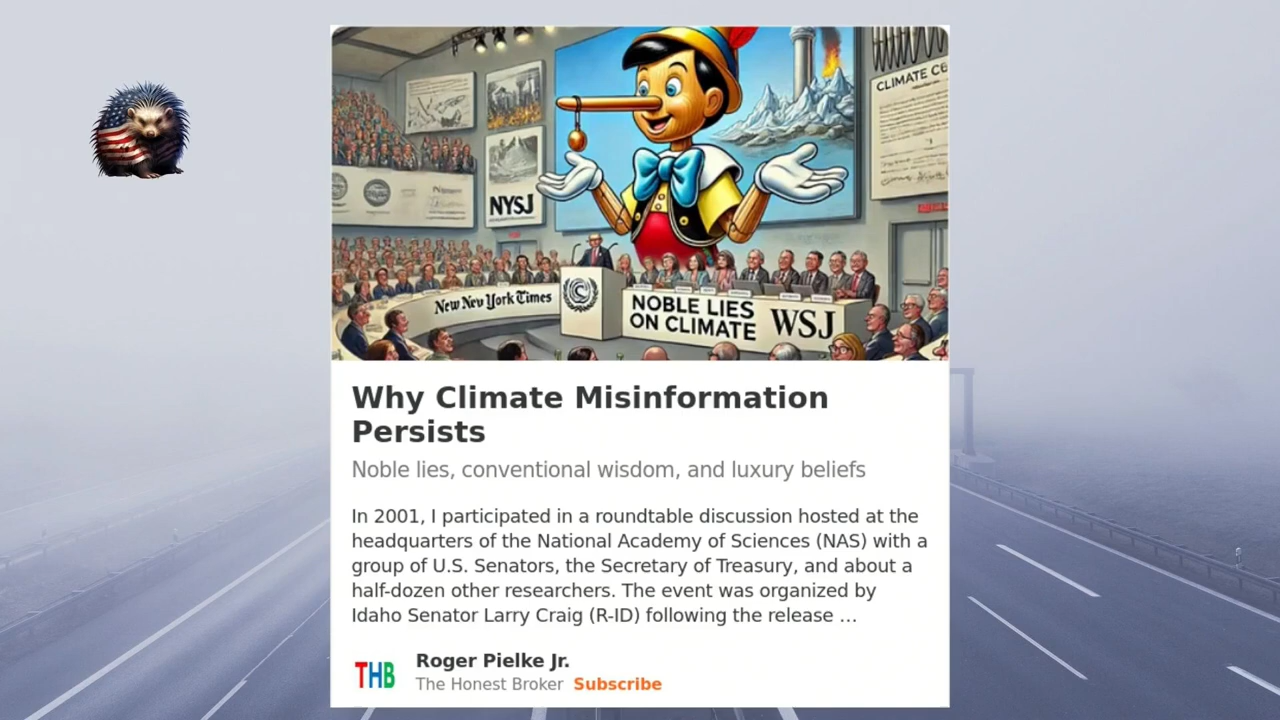 CLIMATE CE
NYSJ
New New York Times
NOBLE LIES
ON CLIMATE
WSJ
Why Climate Misinformation
Persists
Noble lies, conventional wisdom, and luxury beliefs
In 2001, I participated in a roundtable discussion hosted at the
headquarters of the National Academy of Sciences (NAS) with a
group of U.S. Senators, the Secretary of Treasury, and about a
half-dozen other researchers. The event was organized by
Idaho Senator Larry Craig (R-ID) following the release ...
THB
Roger Pielke Jr.
The Honest Broker Subscribe